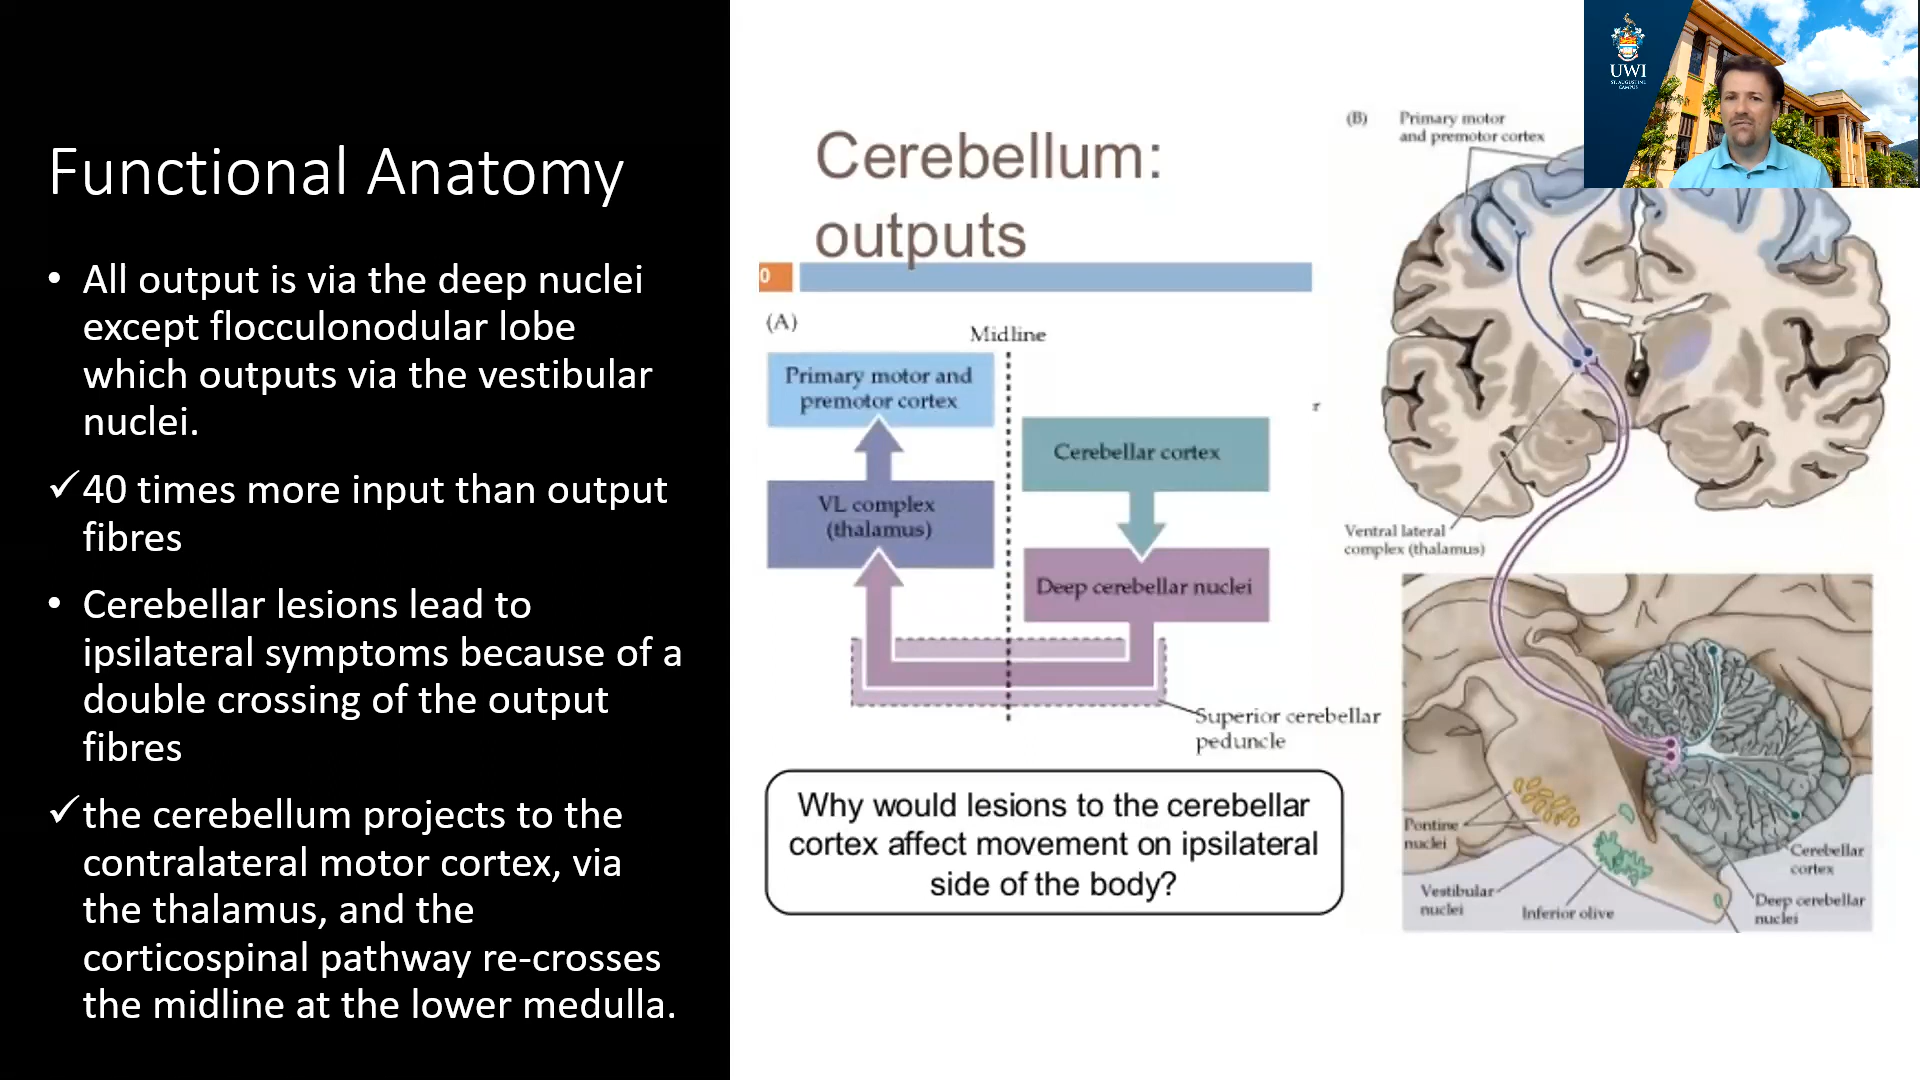 Functional Anatomy
• All output is via the deep nuclei
except flocculonodular lobe
which outputs via the vestibular
nuclei.
✓40 times more input than output
fibres
• Cerebellar lesions lead to
ipsilateral symptoms because of a
double crossing of the output
fibres
✓the cerebellum projects to the
contralateral motor cortex, via
the thalamus, and the
corticospinal pathway re-crosses
the midline at the lower medulla.
Cerebellum:
outputs
0
(A)
Midline
Primary motor and
premotor cortex
VL complex
(thalamus)
Cerebellar cortex
Deep cerebellar nuclei
Superior cerebellar
peduncle
Why would lesions to the cerebellar
cortex affect movement on ipsilateral
side of the body?
(B)
Primary motor
and premotor cortex
Ventral lateral
complex (thalamus)
Pontine
nuclei
Vestibular
nuclei
Inferior olive
Cerebellar
cortex
Deep cerebellar
nuclei
UWI
ST. AUGUSTINE
CAMPUS